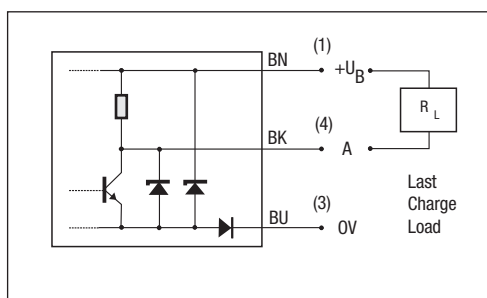 BN (1) +UB
RL
BK (4) A
Last
Charge
Load
BU (3) 0V